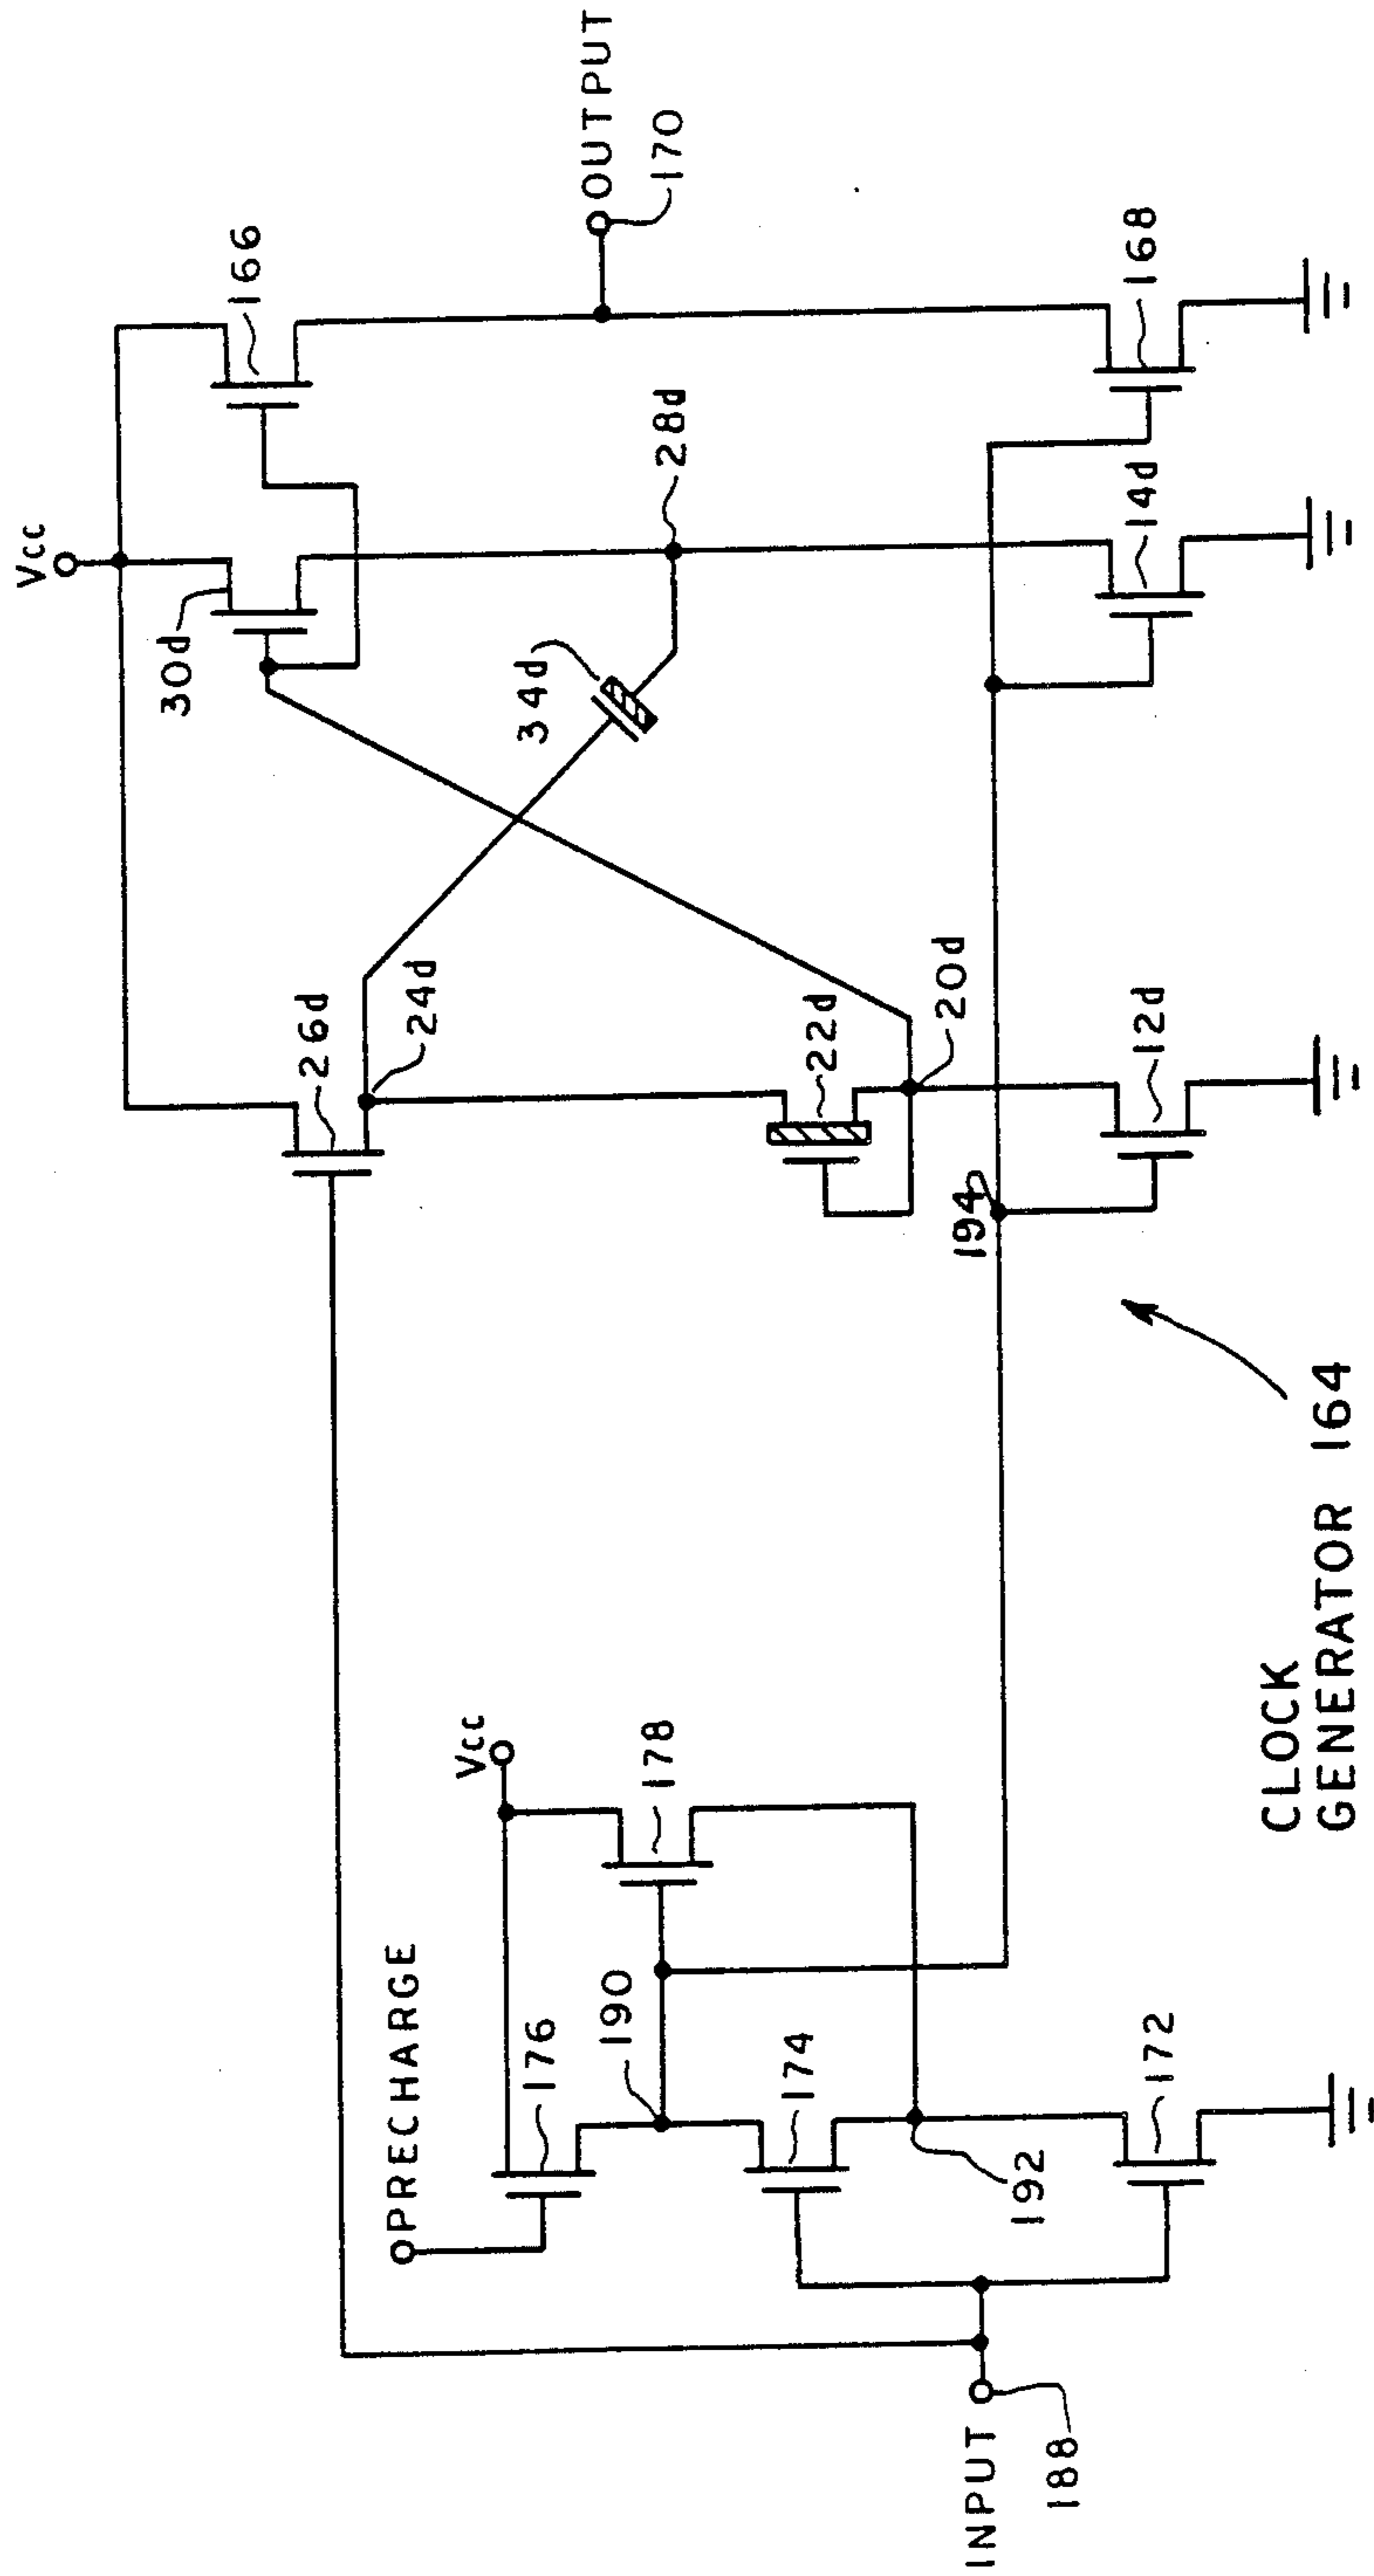 Vcc
166
30d
OUTPUT
170
26d
24d
34d
28d
PRECHARGE
Vcc
176
190
178
22d
20d
174
194
192
INPUT
188
172
12d
14d
168
CLOCK
GENERATOR 164